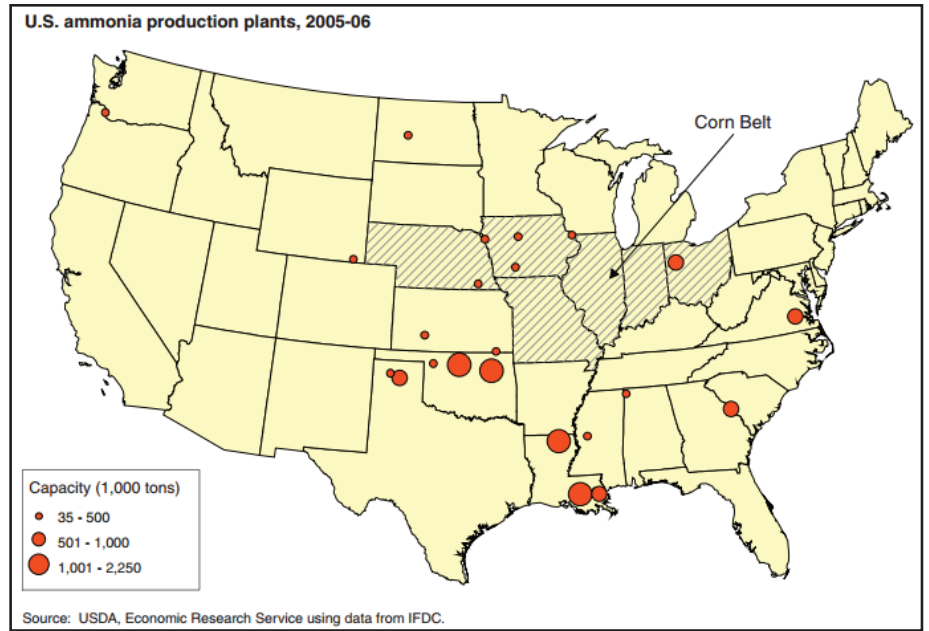 U.S. ammonia production plants, 2005-06
Corn Belt
Capacity (1,000 tons)
35 - 500
501 - 1,000
1,001 - 2,250
Source: USDA, Economic Research Service using data from IFDC.